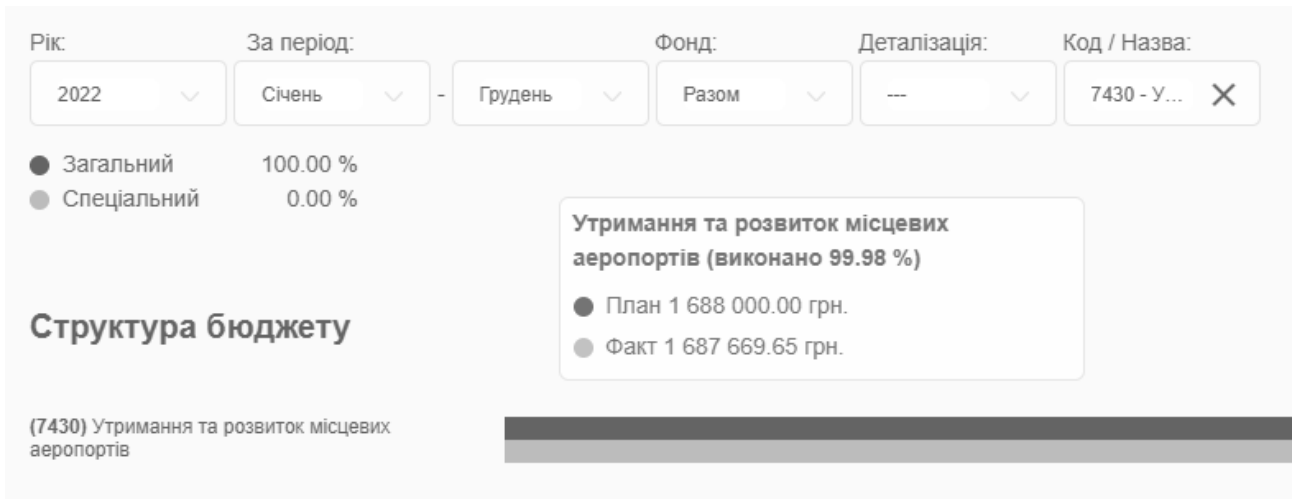 Рік: За період: Фонд: Деталізація: Код / Назва:
2022 Січень - Грудень Разом --- 7430 - У...
Загальний 100.00 %
Спеціальний 0.00 %
Утримання та розвиток місцевих
аеропортів (виконано 99.98 %)
План 1 688 000.00 грн.
Факт 1 687 669.65 грн.
Структура бюджету
(7430) Утримання та розвиток місцевих
аеропортів